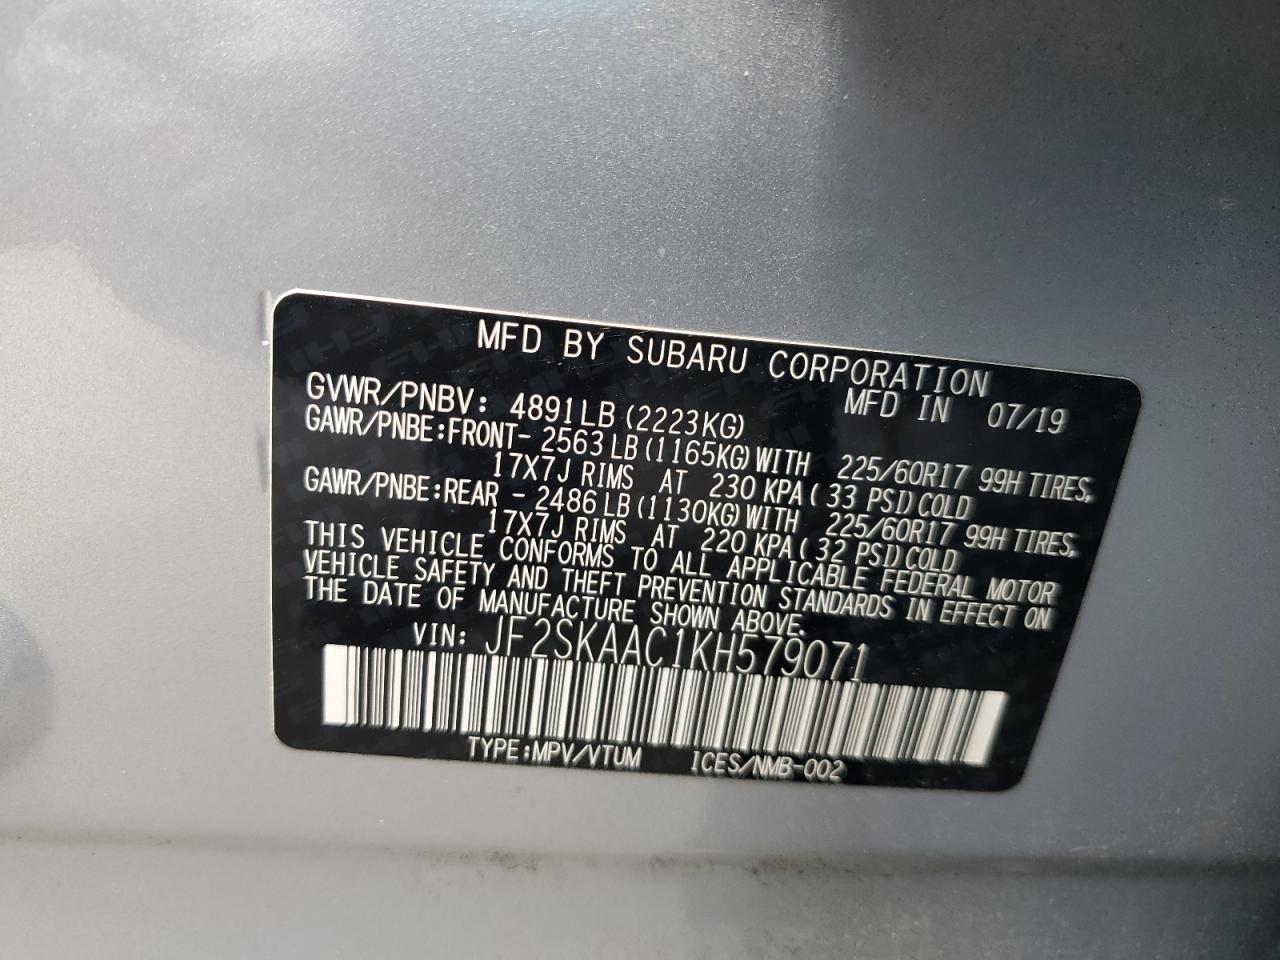 MFD BY SUBARU CORPORATION
GVWR/PNBV: 4891LB (2223KG) MFD IN 07/19
GAWR/PNBE:FRONT- 2563 LB (1165KG) WITH 225/60R17 99H TIRES,
17X7J RIMS AT 230 KPA ( 33 PSI) COLD
GAWR/PNBE:REAR - 2486 LB (1130KG) WITH 225/60R17 99H TIRES,
17X7J RIMS AT 220 KPA ( 32 PSI) COLD
THIS VEHICLE CONFORMS TO ALL APPLICABLE FEDERAL MOTOR
VEHICLE SAFETY AND THEFT PREVENTION STANDARDS IN EFFECT ON
THE DATE OF MANUFACTURE SHOWN ABOVE.
VIN: JF2SKAAC1KH579071
TYPE:MPV/VTUM ICES/NMB-002